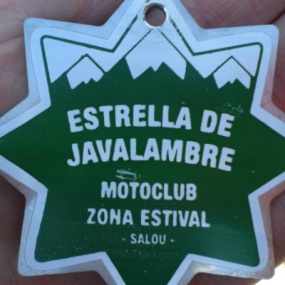 ESTRELLA DE
JAVALAMBRE
MOTOCLUB
ZONA ESTIVAL
- SALOU -